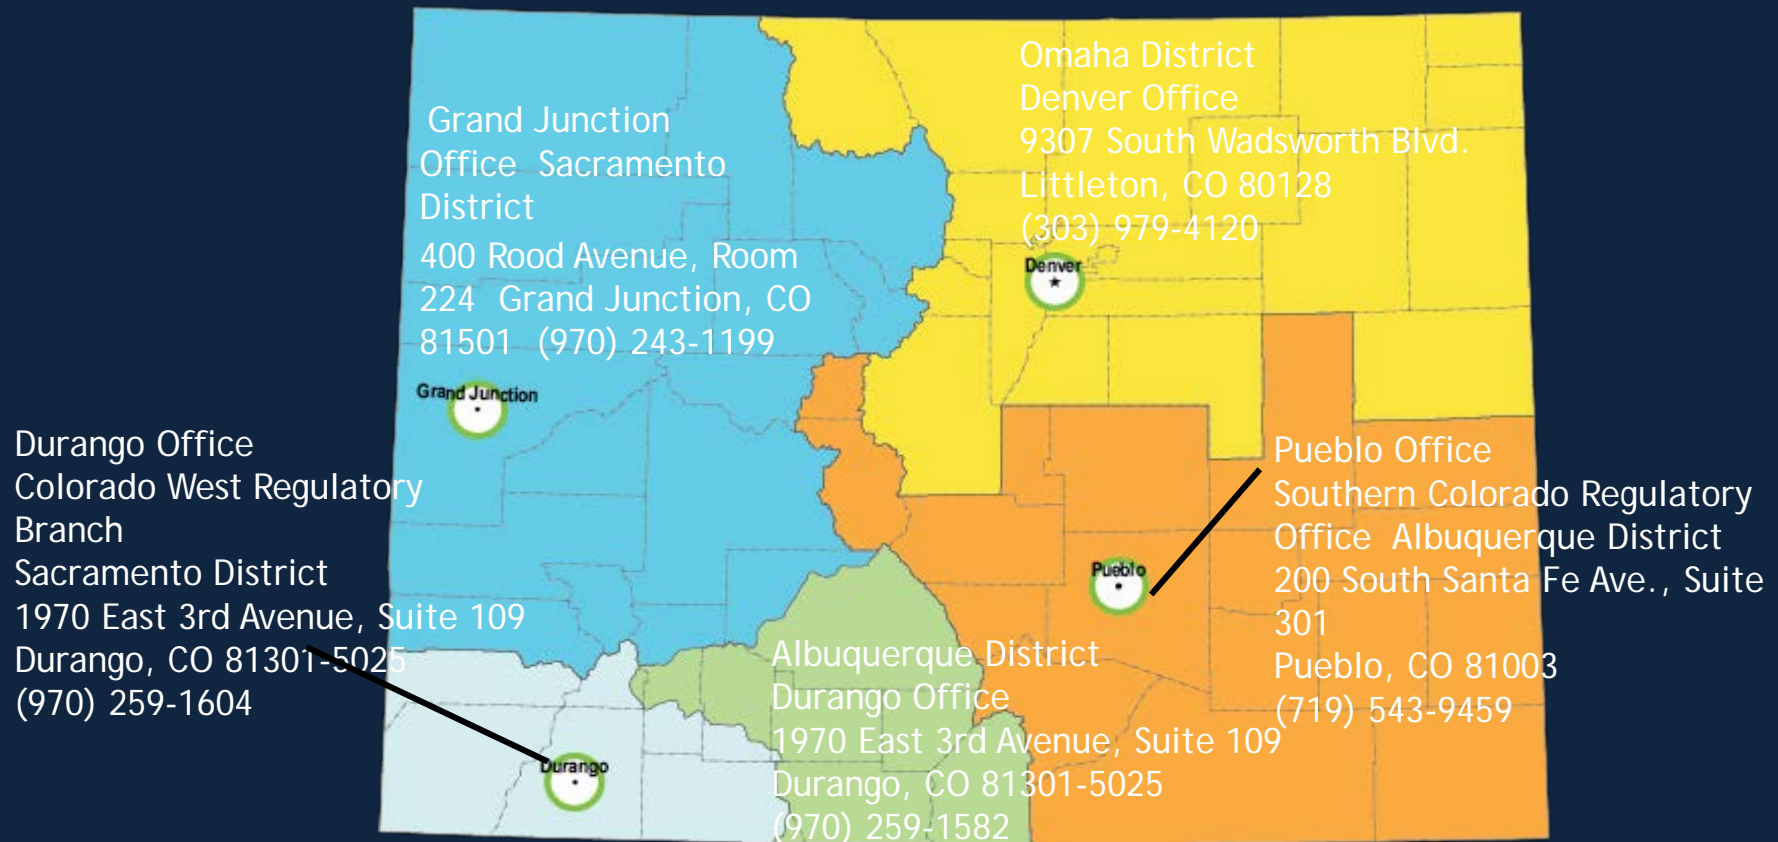 Omaha District
Denver Office
9307 South Wadsworth Blvd.
Littleton, CO 80128
(303) 979-4120
Grand Junction
Office Sacramento
District
400 Rood Avenue, Room
224 Grand Junction, CO
81501 (970) 243-1199
Denver
Grand Junction
Durango Office
Colorado West Regulatory
Branch
Sacramento District
1970 East 3rd Avenue, Suite 109
Durango, CO 81301-5025
(970) 259-1604
Pueblo Office
Southern Colorado Regulatory
Office Albuquerque District
200 South Santa Fe Ave., Suite
301
Pueblo, CO 81003
(719) 543-9459
Pueblo
Albuquerque District
Durango Office
1970 East 3rd Avenue, Suite 109
Durango, CO 81301-5025
(970) 259-1582
Durango